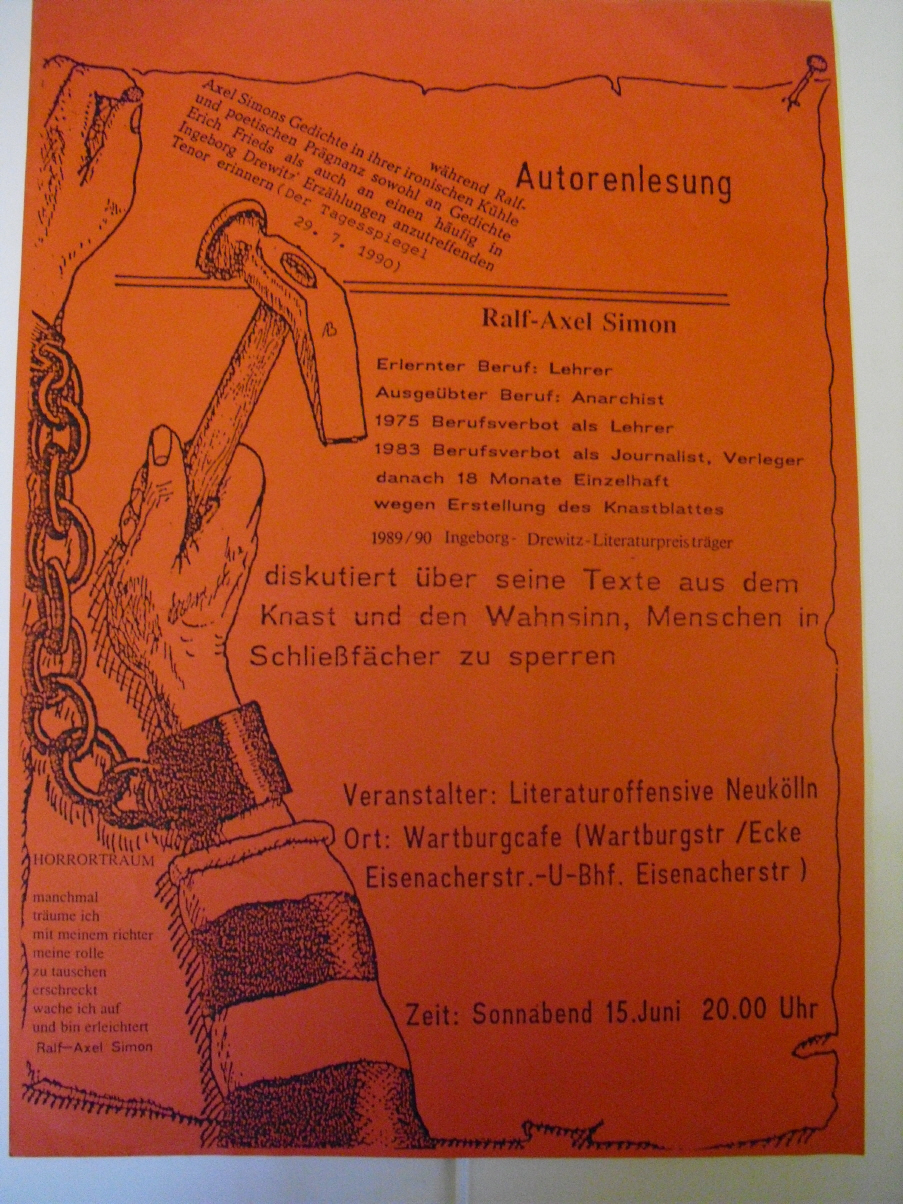 während Ralf-
Axel Simons Gedichte in ihrer ironischen Kühle
und poetischen Prägnanz sowohl an Gedichte
Erich Frieds als auch an einen häufig in
Ingeborg Drewitz' Erzählungen anzutreffenden
Tenor erinnern (Der Tagesspiegel
29. 7. 1990)
Autorenlesung
Ralf-Axel Simon
Erlernter Beruf: Lehrer
Ausgeübter Beruf: Anarchist
1975 Berufsverbot als Lehrer
1983 Berufsverbot als Journalist, Verleger
danach 18 Monate Einzelhaft
wegen Erstellung des Knastblattes
1989/90 Ingeborg- Drewitz-Literaturpreisträger
diskutiert über seine Texte aus dem
Knast und den Wahnsinn, Menschen in
Schließfächer zu sperren
Veranstalter: Literaturoffensive Neukölln
Ort: Wartburgcafe (Wartburgstr /Ecke
Eisenacherstr.-U-Bhf. Eisenacherstr )
Zeit: Sonnabend 15.Juni 20.00 Uhr
HORRORTRAUM
manchmal
träume ich
mit meinem richter
meine rolle
zu tauschen
erschreckt
wache ich auf
und bin erleichtert
Ralf-Axel Simon